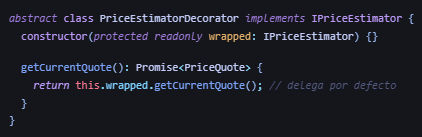 abstract class PriceEstimatorDecorator implements IPriceEstimator {
  constructor(protected readonly wrapped: IPriceEstimator) {}

  getCurrentQuote(): Promise<PriceQuote> {
    return this.wrapped.getCurrentQuote(); // delega por defecto
  }
}